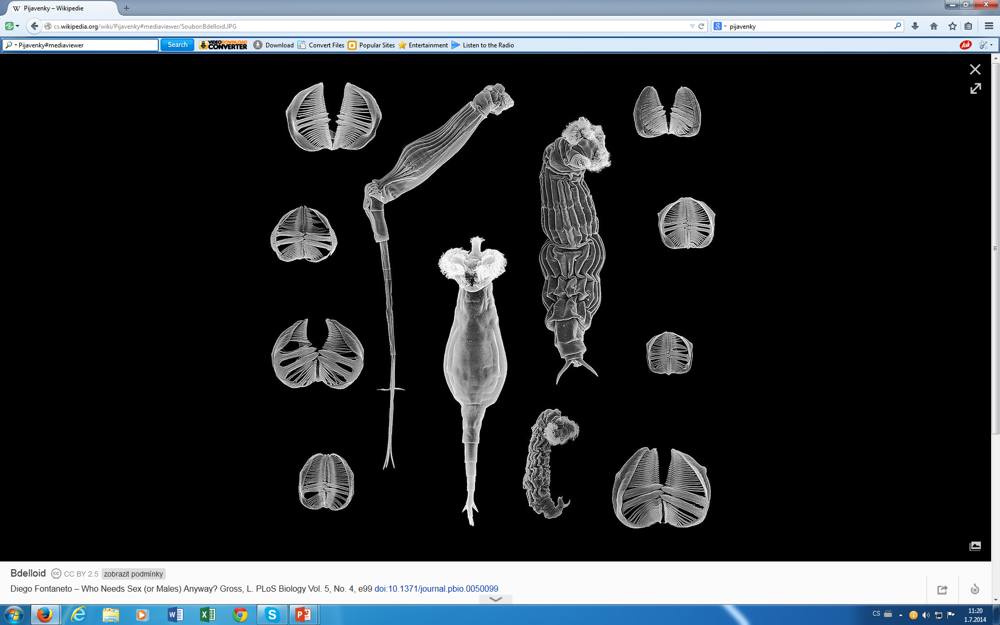 W Pijavenky – Wikipedie
cs.wikipedia.org/wiki/Pijavenky#mediaviewer/Soubor:Bdelloid.JPG
8 pijavenky
Pijavenky#mediaviewer
Search
VIDEO DOWNLOAD CONVERTER
Download
Convert Files
Popular Sites
Entertainment
Listen to the Radio
Ask
Bdelloid
cc
CC BY 2.5
zobrazit podmínky
Diego Fontaneto – Who Needs Sex (or Males) Anyway? Gross, L. PLoS Biology Vol. 5, No. 4, e99 doi:10.1371/journal.pbio.0050099
W
X
S
P
CS
11:20
1.7.2014